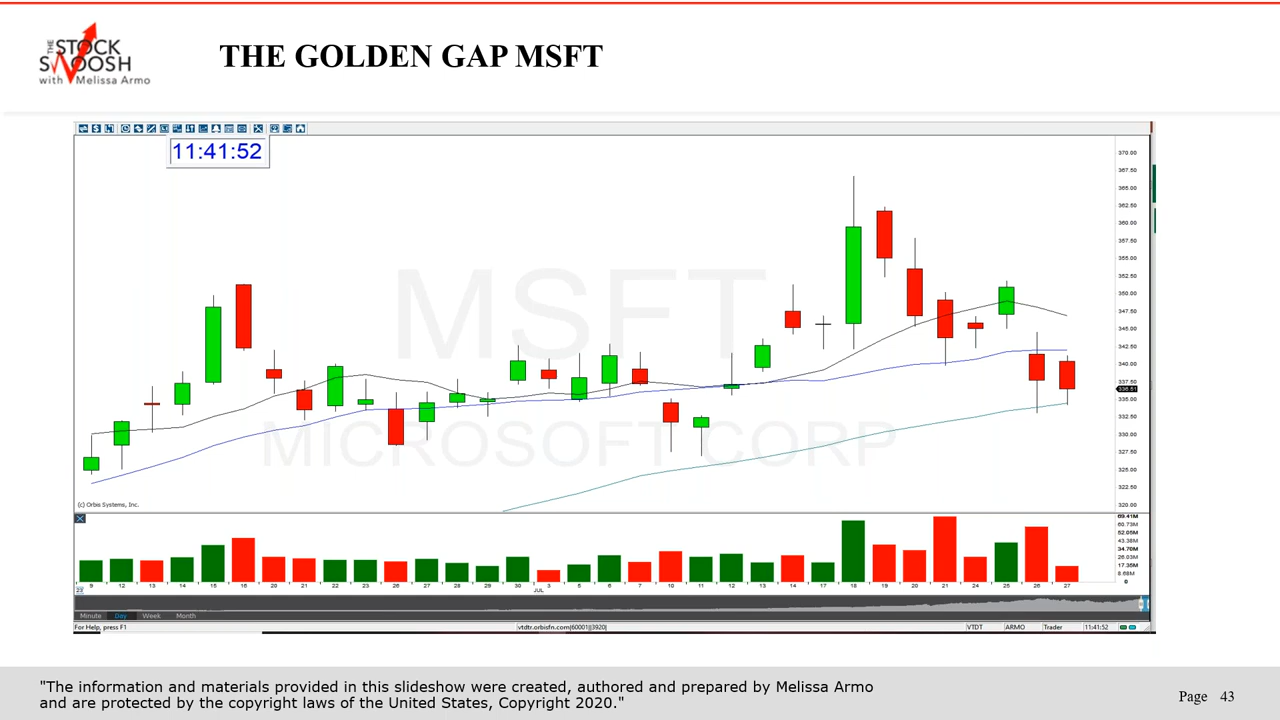 THE STOCK
SWOOSH
with Melissa Armo
THE GOLDEN GAP MSFT
11:41:52
MSFT
MICROSOFT CORP
370.00
367.50
365.00
362.50
360.00
357.50
355.00
352.50
350.00
347.50
345.00
342.50
340.00
337.50
335.00
332.50
330.00
327.50
325.00
322.50
320.00
(c) Orbis Systems, Inc.
69.41M
60.73M
52.05M
43.38M
34.70M
26.03M
17.35M
8.68M
0
9 12 13 14 15 16 20 21 22 23 26 27 28 29 30 3 5 6 7 10 11 12 13 14 17 18 19 20 21 24 25 26 27
23 JUL
Minute Day Week Month
For Help, press F1 vtdtr.orbisfn.com|60001||3920| VTDT ARMO Trader 11:41:52
"The information and materials provided in this slideshow were created, authored and prepared by Melissa Armo
and are protected by the copyright laws of the United States, Copyright 2020."
Page 43